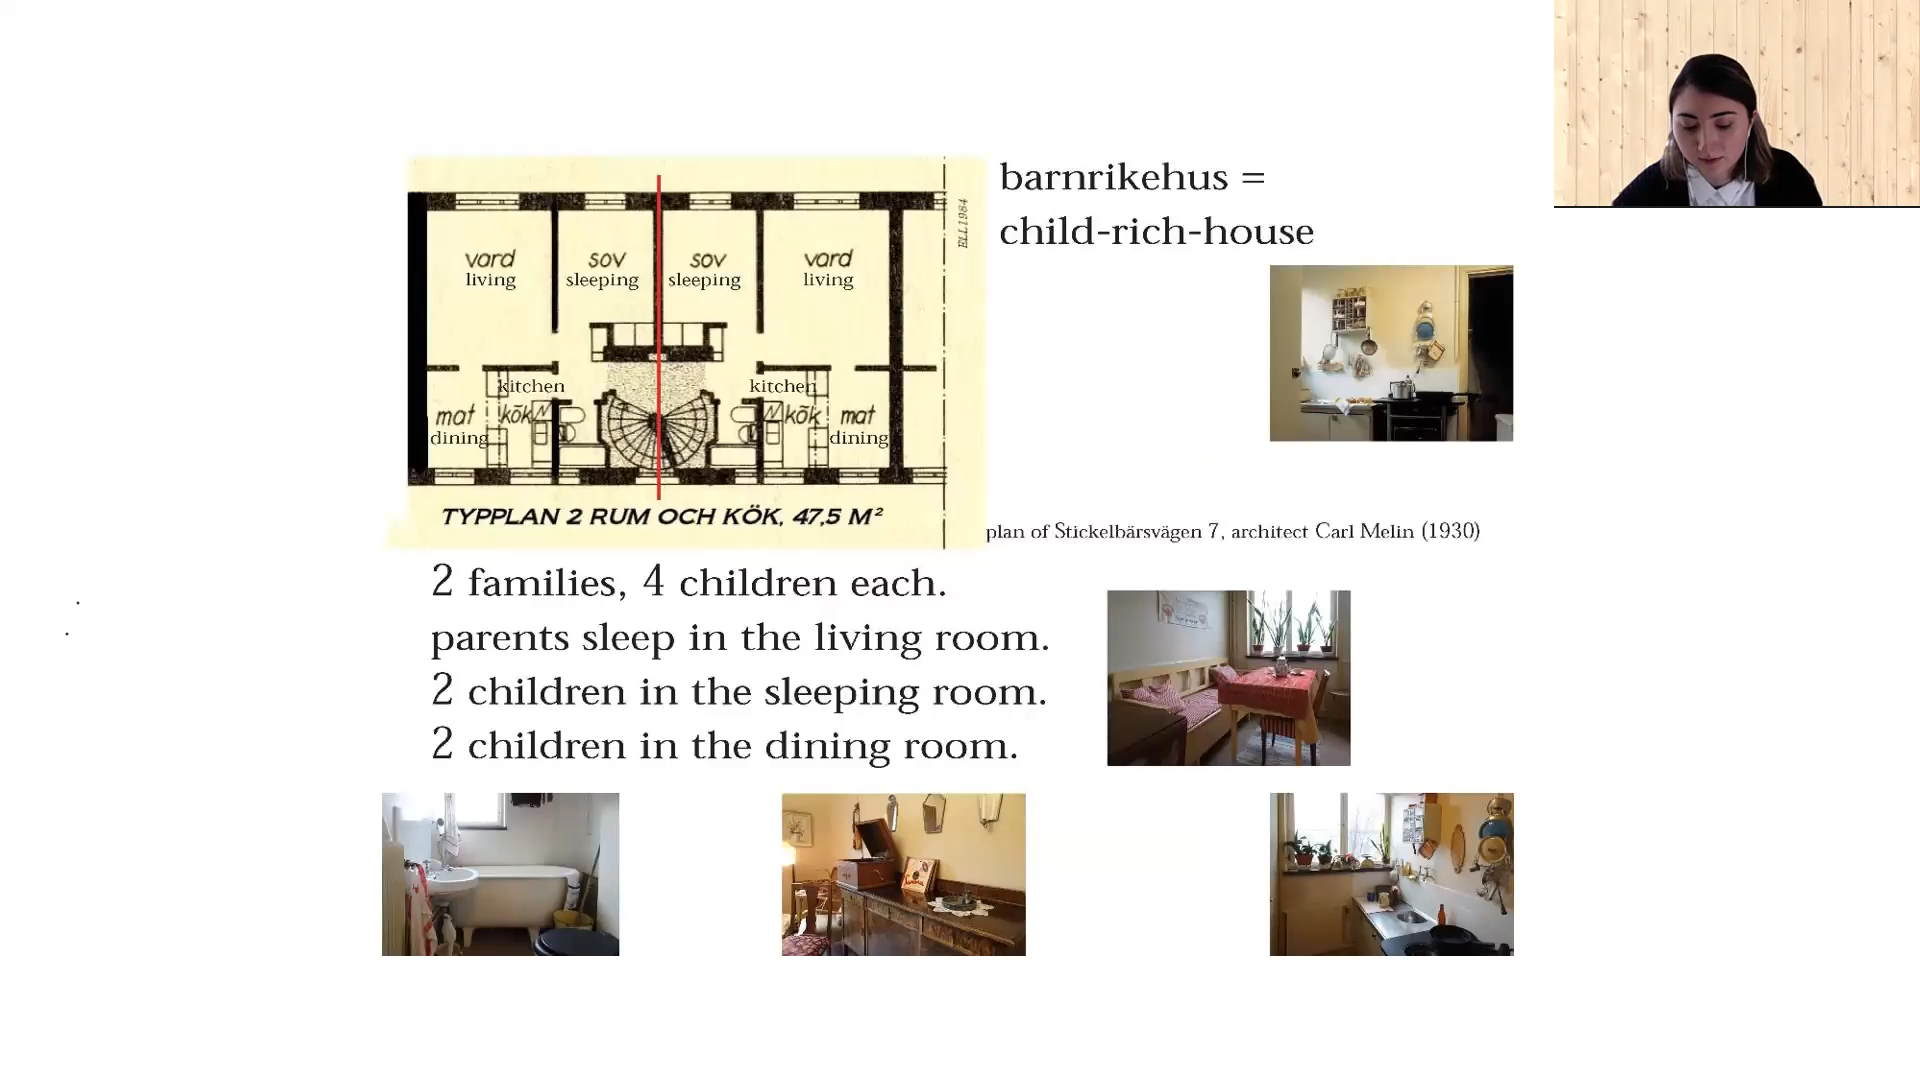 barnrikehus =
child-rich-house
ELL1984
vard sov sov vard
living sleeping sleeping living
kitchen kitchen
mat kök kök mat
dining dining
TYPPLAN 2 RUM OCH KÖK, 47,5 M²
plan of Stickelbärsvägen 7, architect Carl Melin (1930)
2 families, 4 children each.
parents sleep in the living room.
2 children in the sleeping room.
2 children in the dining room.